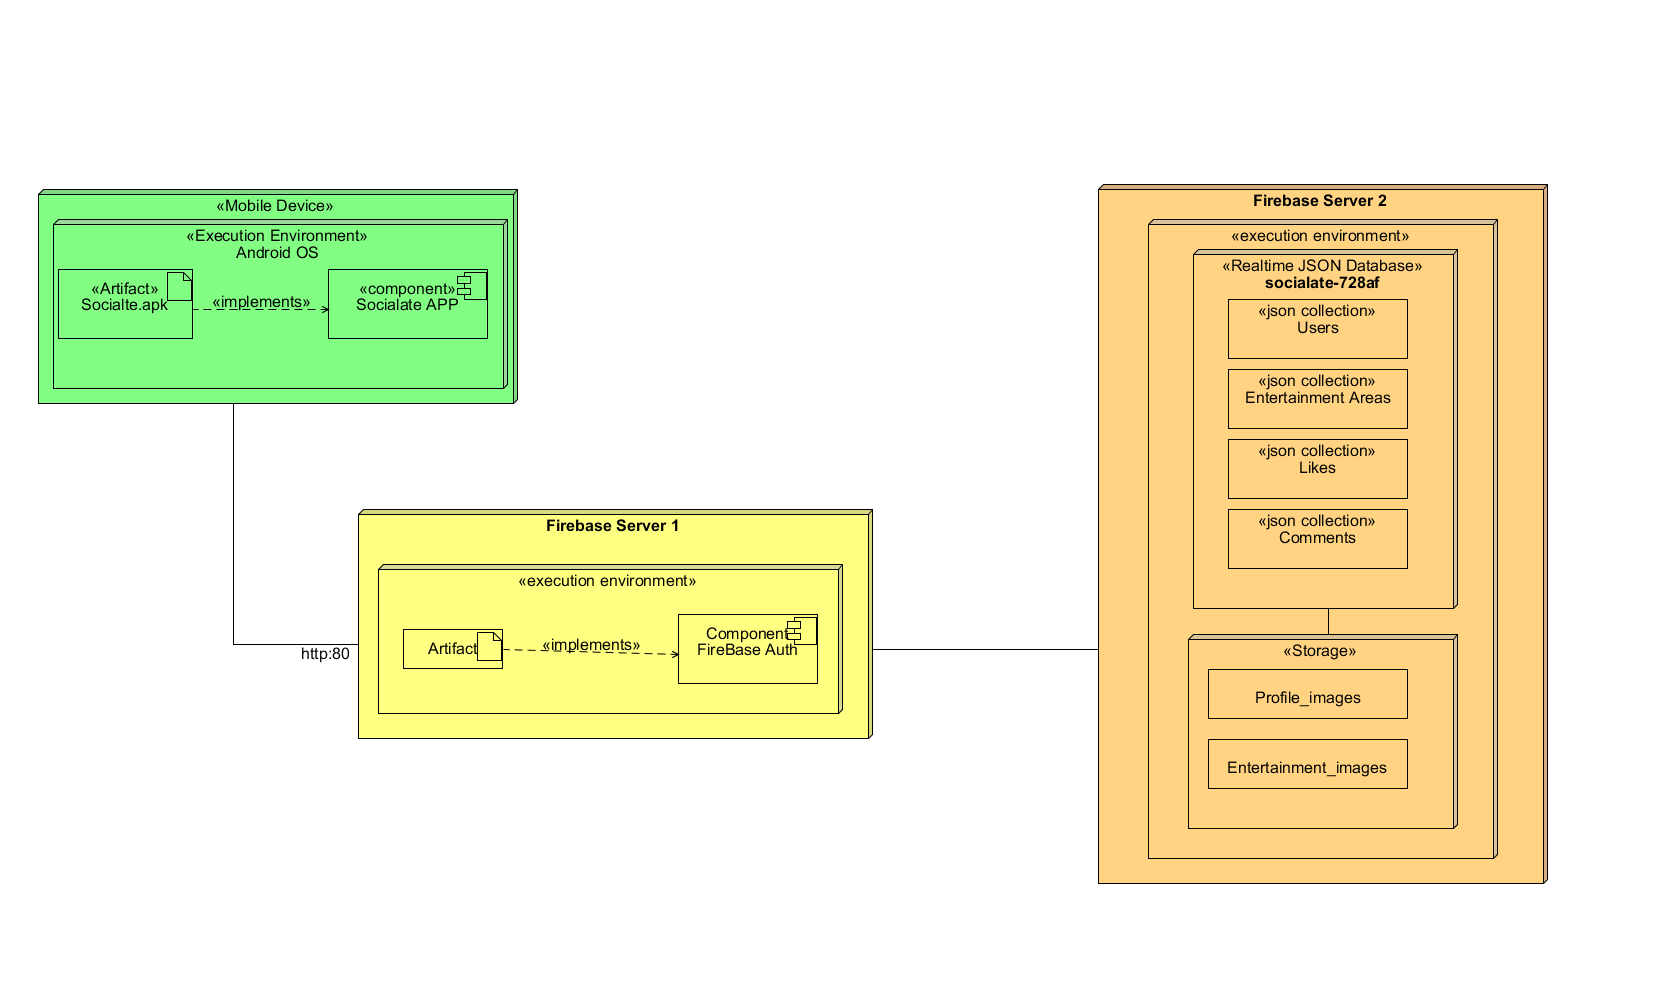 «Mobile Device»
«Execution Environment»
Android OS
«Artifact»
Socialte.apk
«implements»
«component»
Socialate APP
http:80
Firebase Server 1
«execution environment»
Artifact
«implements»
Component
FireBase Auth
Firebase Server 2
«execution environment»
«Realtime JSON Database»
socialate-728af
«json collection»
Users
«json collection»
Entertainment Areas
«json collection»
Likes
«json collection»
Comments
«Storage»
Profile_images
Entertainment_images